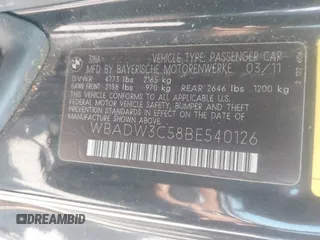 VEHICLE TYPE: PASSENGER CAR
MFD BY BAYERISCHE MOTORENWERKE 03/11
GVWR 4773 lbs 2165 kg
GAWR FRONT 2138 lbs 970 kg REAR 2646 lbs 1200 kg
THIS VEHICLE CONFORMS TO ALL APPLICABLE FEDERAL MOTOR VEHICLE SAFETY, BUMPER AND THEFT PREVENTION STANDARDS IN EFFECT ON THE DATE OF MANUFACTURE SHOWN ABOVE
WBADW3C58BE540126
DREAMBID